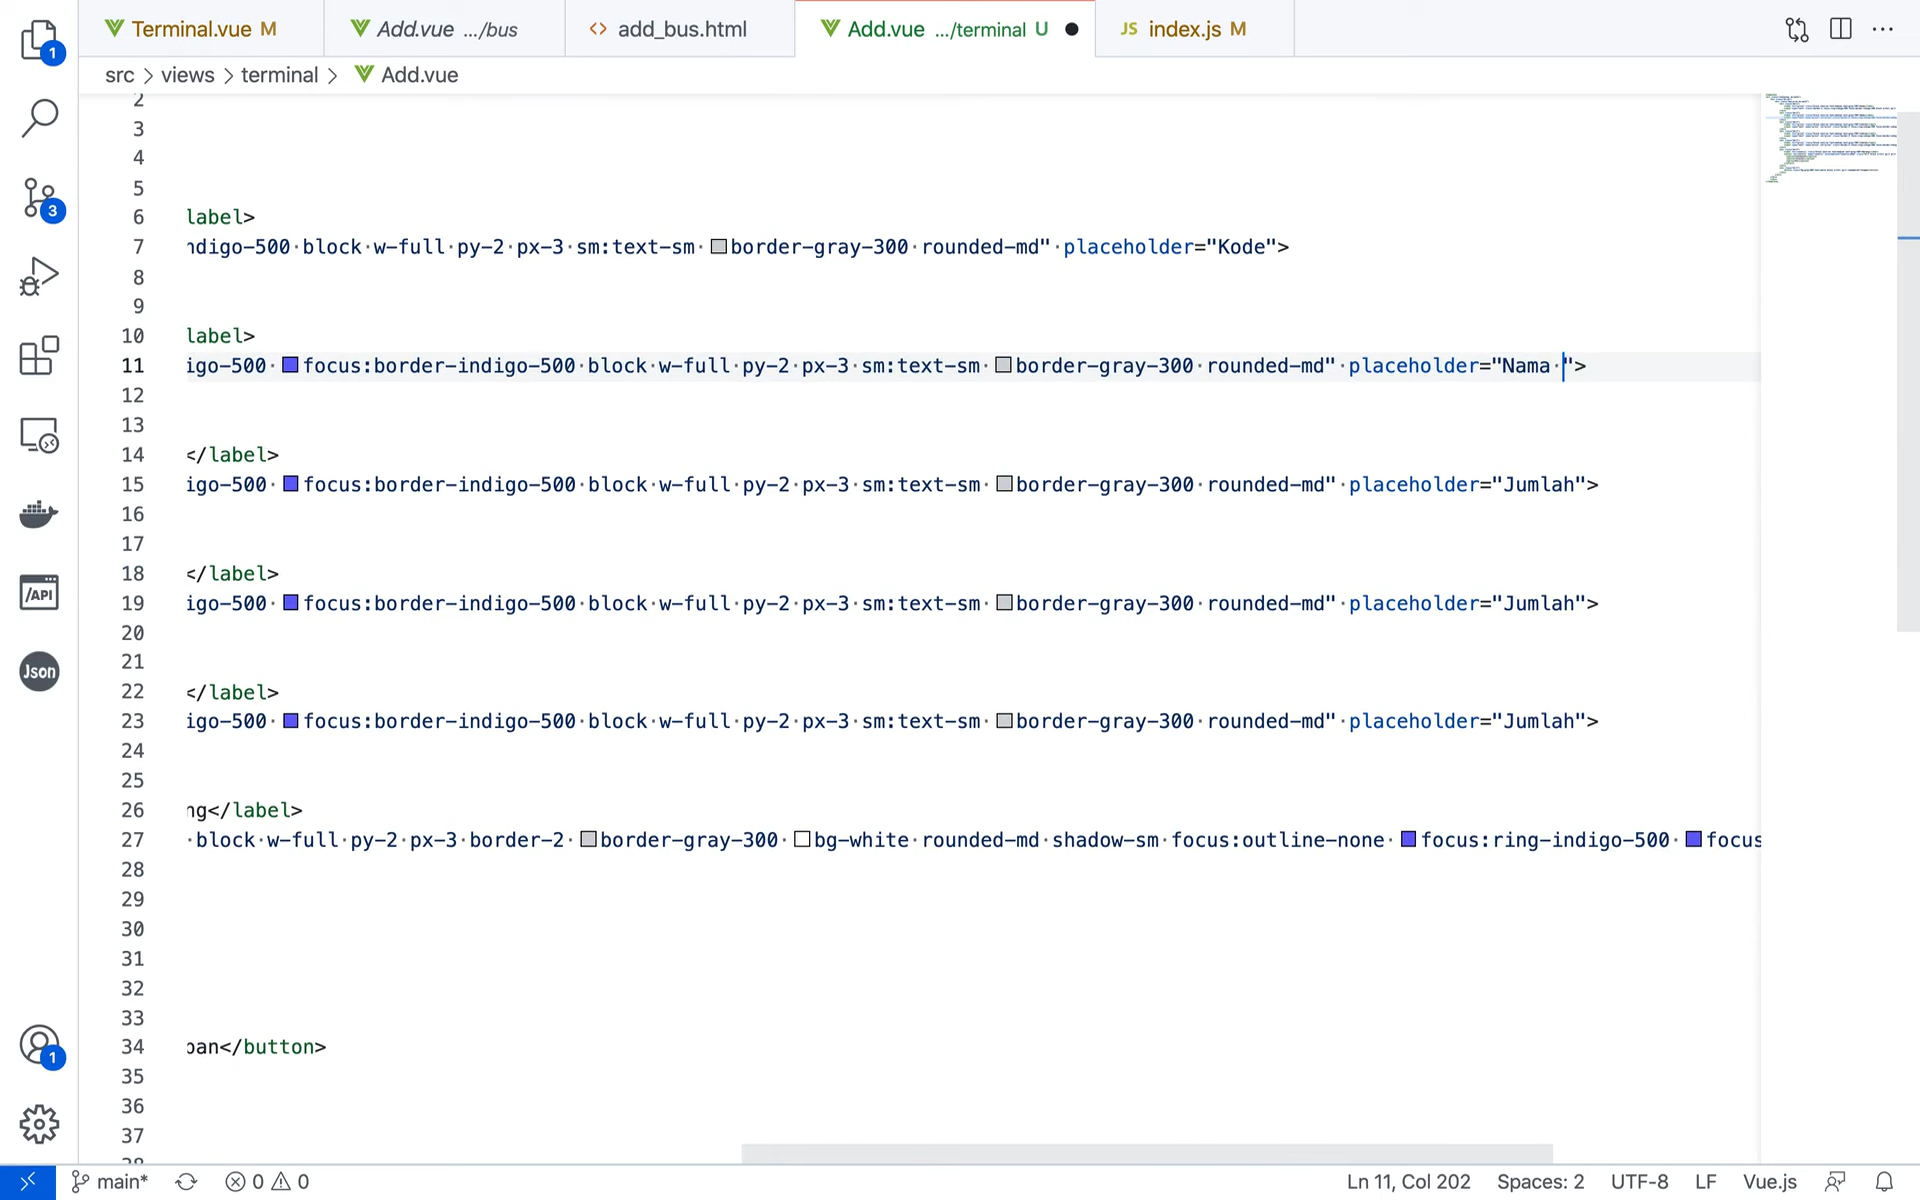 Terminal.vue M
Add.vue .../bus
<> add_bus.html
Add.vue .../terminal U
JS index.js M
src > views > terminal > Add.vue
1
3
/API
Json
1
2
3
4
5
6 label>
7 ndigo-500 block w-full py-2 px-3 sm:text-sm border-gray-300 rounded-md" placeholder="Kode">
8
9
10 label>
11 igo-500 focus:border-indigo-500 block w-full py-2 px-3 sm:text-sm border-gray-300 rounded-md" placeholder="Nama ">
12
13
14 </label>
15 igo-500 focus:border-indigo-500 block w-full py-2 px-3 sm:text-sm border-gray-300 rounded-md" placeholder="Jumlah">
16
17
18 </label>
19 igo-500 focus:border-indigo-500 block w-full py-2 px-3 sm:text-sm border-gray-300 rounded-md" placeholder="Jumlah">
20
21
22 </label>
23 igo-500 focus:border-indigo-500 block w-full py-2 px-3 sm:text-sm border-gray-300 rounded-md" placeholder="Jumlah">
24
25
26 ng</label>
27 block w-full py-2 px-3 border-2 border-gray-300 bg-white rounded-md shadow-sm focus:outline-none focus:ring-indigo-500 focus
28
29
30
31
32
33
34 pan</button>
35
36
37
main* 0 0 Ln 11, Col 202 Spaces: 2 UTF-8 LF Vue.js